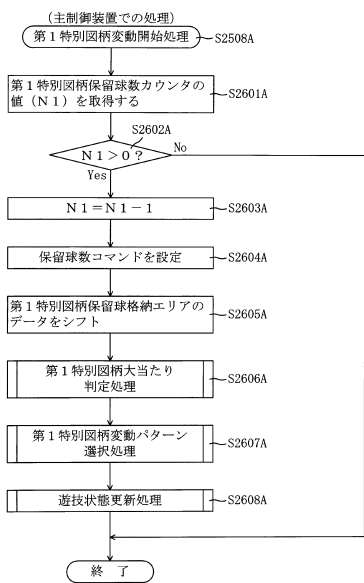 (主制御装置での処理)
第1特別図柄変動開始処理
S2508A
第1特別図柄保留球数カウンタの
値(N1)を取得する
S2601A
S2602A
N1>0?
No
Yes
N1=N1-1
S2603A
保留球数コマンドを設定
S2604A
第1特別図柄保留球格納エリアの
データをシフト
S2605A
第1特別図柄大当たり
判定処理
S2606A
第1特別図柄変動パターン
選択処理
S2607A
遊技状態更新処理
S2608A
終 了